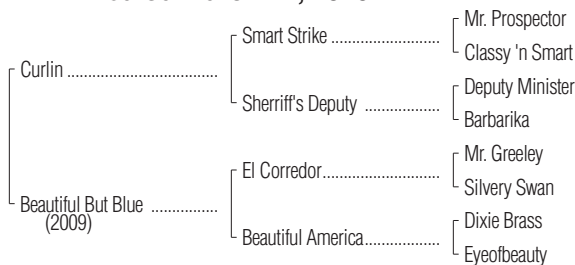 Mr. Prospector
Smart Strike
Classy 'n Smart
Curlin
Deputy Minister
Sherriff's Deputy
Barbarika
Mr. Greeley
El Corredor
Silvery Swan
Beautiful But Blue
(2009)
Dixie Brass
Beautiful America
Eyeofbeauty